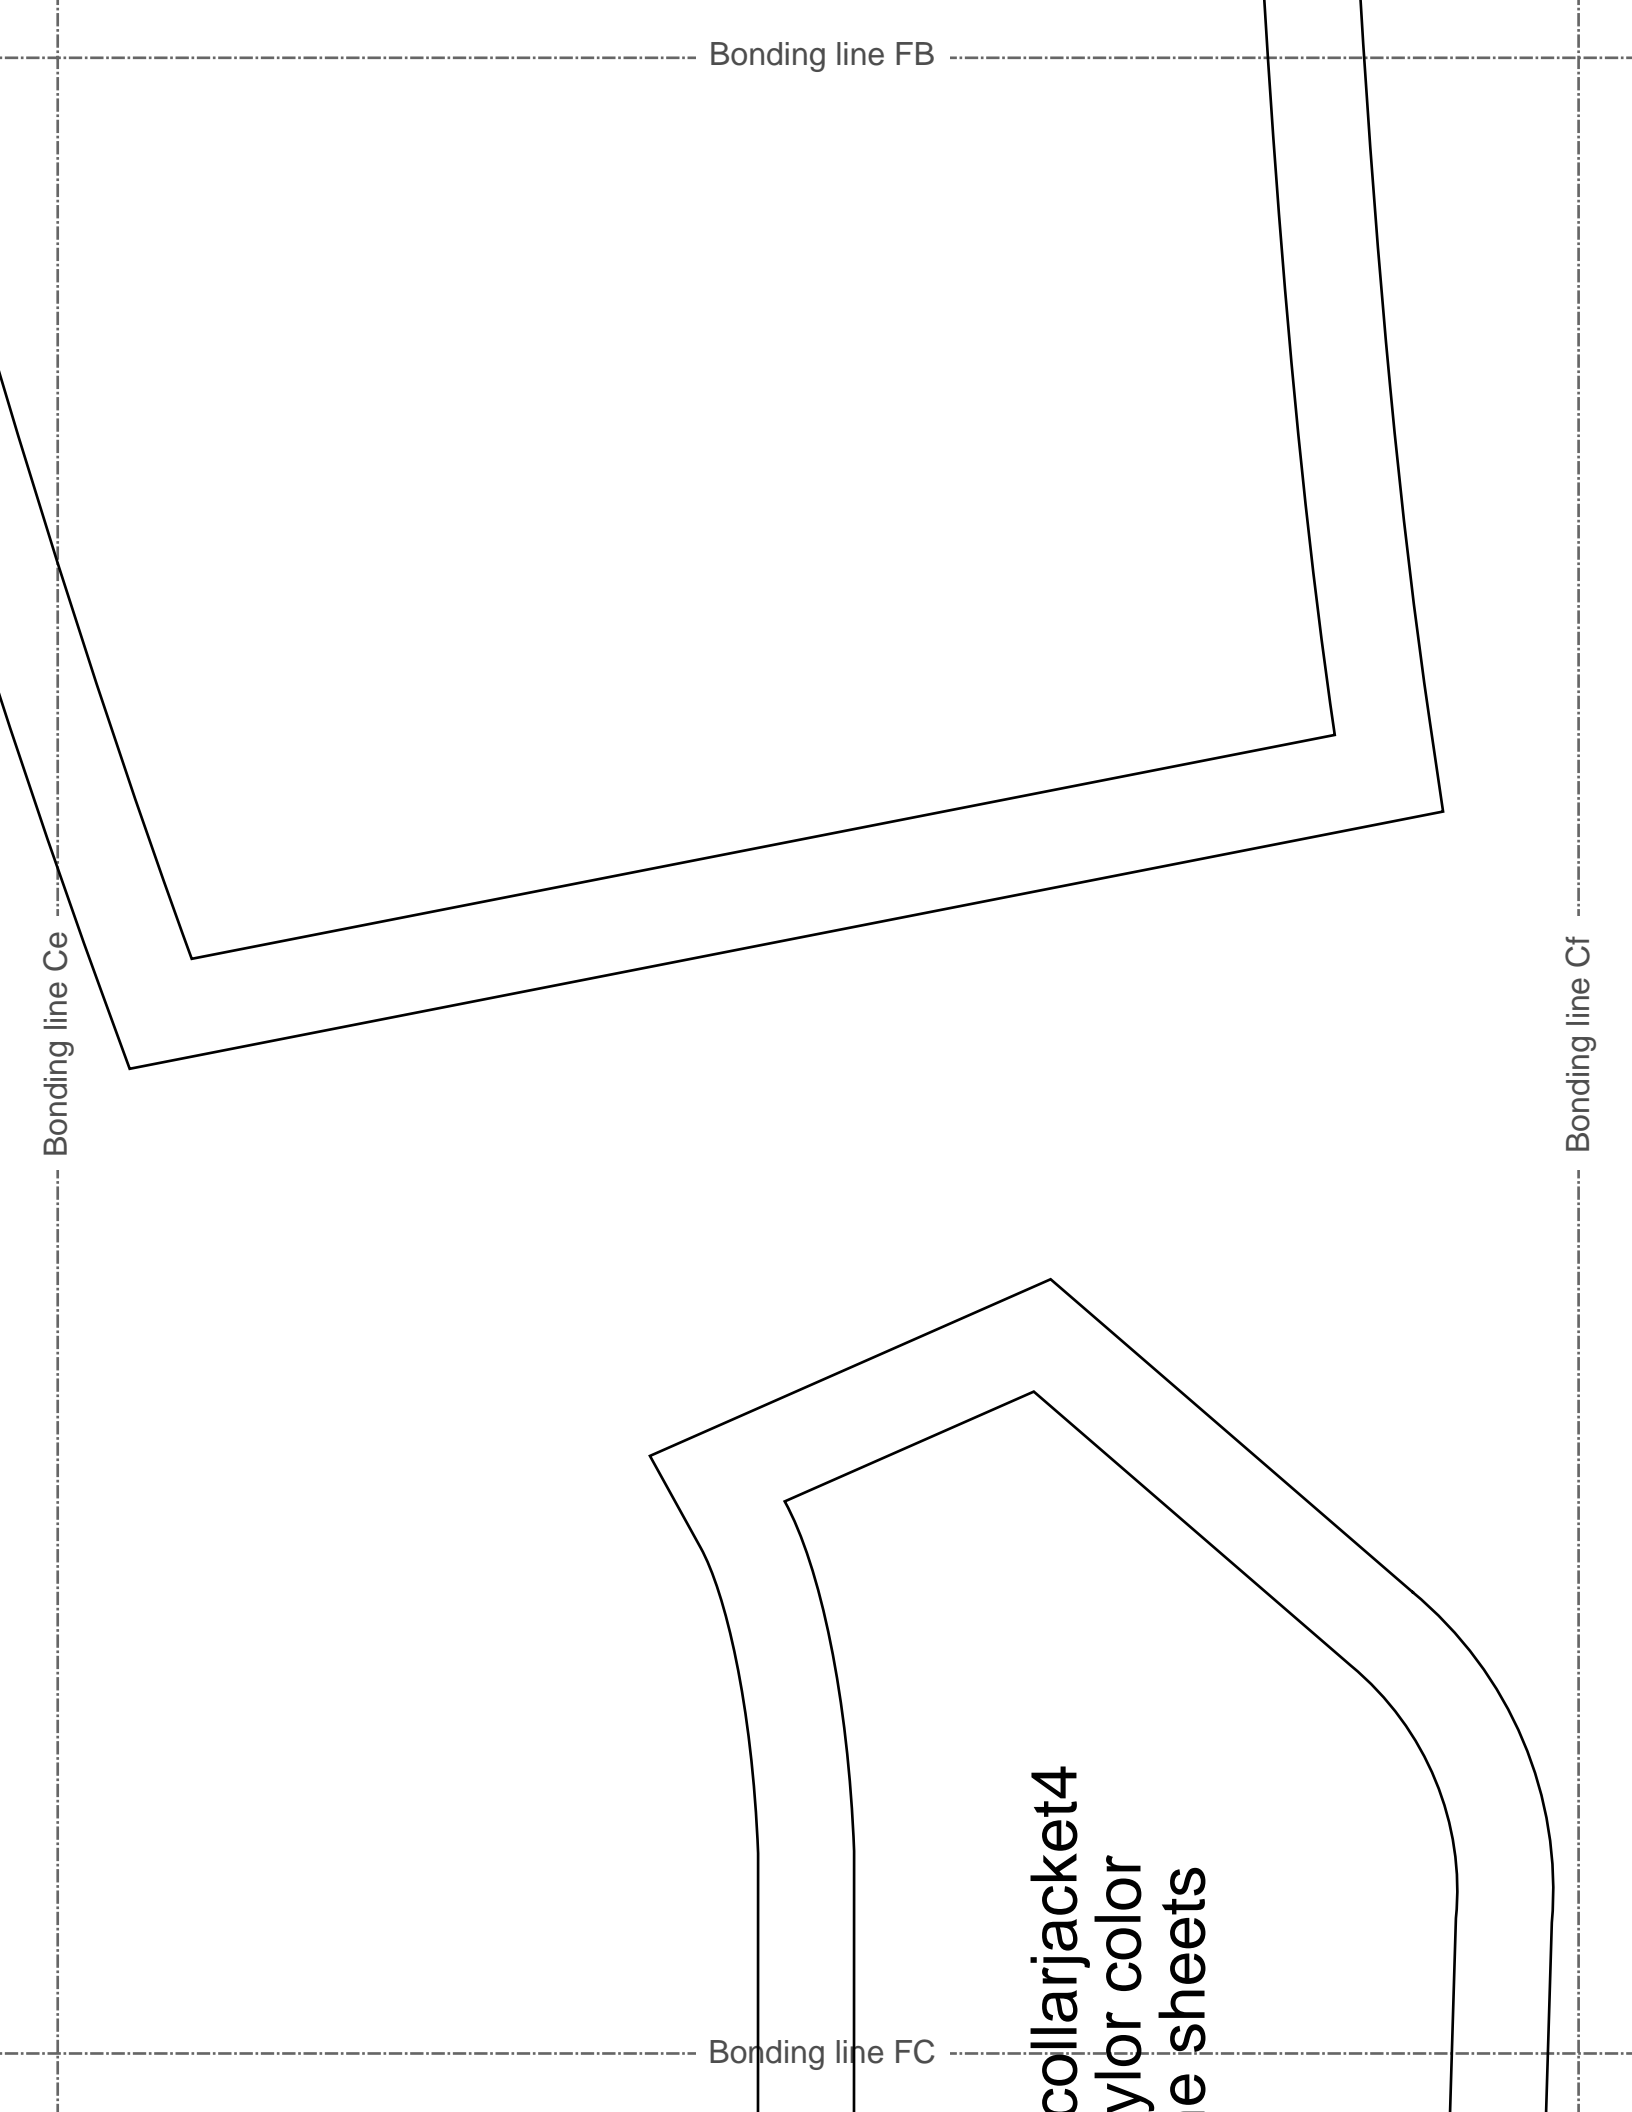 Bonding line FB
Bonding line Ce
Bonding line Cf
collarjacket4
ylor color
e sheets
Bonding line FC